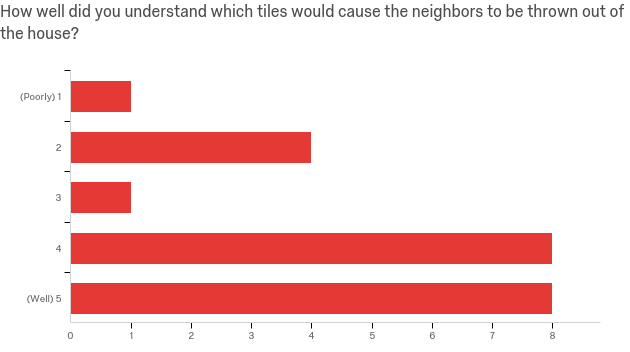 How well did you understand which tiles would cause the neighbors to be thrown out of
the house?
(Poorly) 1
2
3
4
(Well) 5
0 1 2 3 4 5 6 7 8